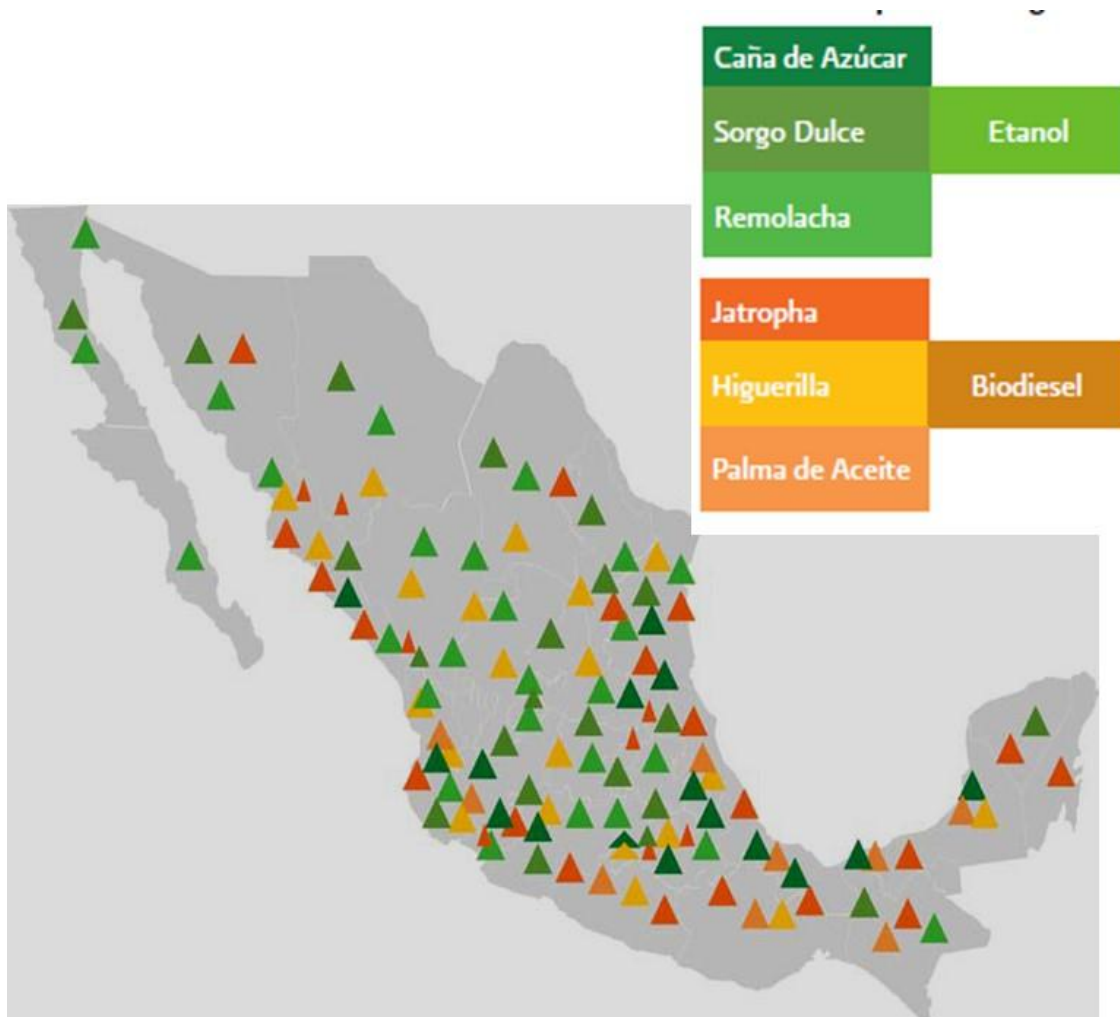 Caña de Azúcar
Sorgo Dulce
Etanol
Remolacha
Jatropha
Higuerilla
Biodiesel
Palma de Aceite